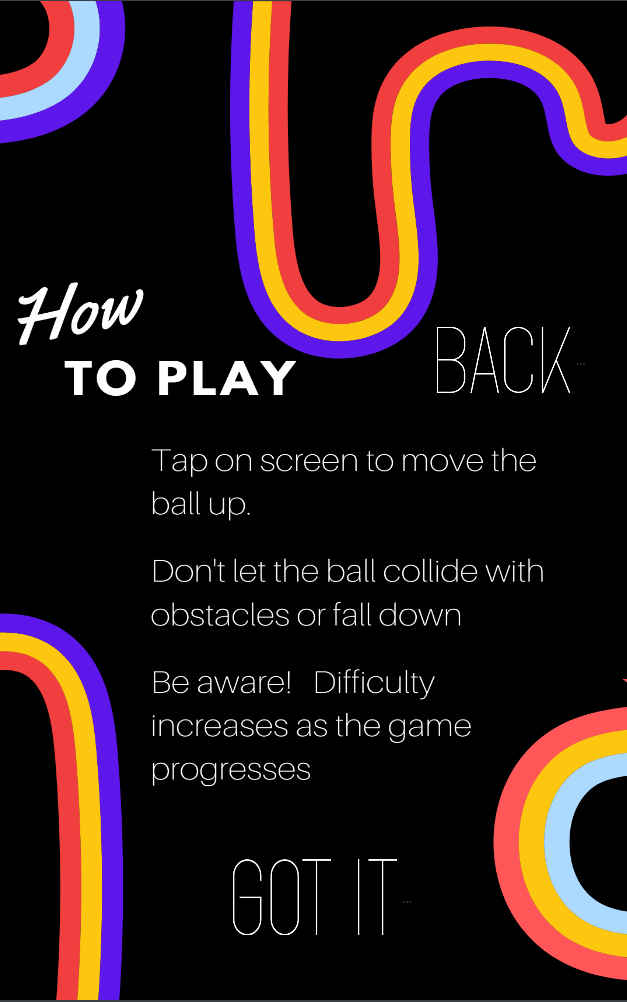 How
TO PLAY
BACK
Tap on screen to move the
ball up.
Don't let the ball collide with
obstacles or fall down
Be aware!   Difficulty
increases as the game
progresses
GOT IT